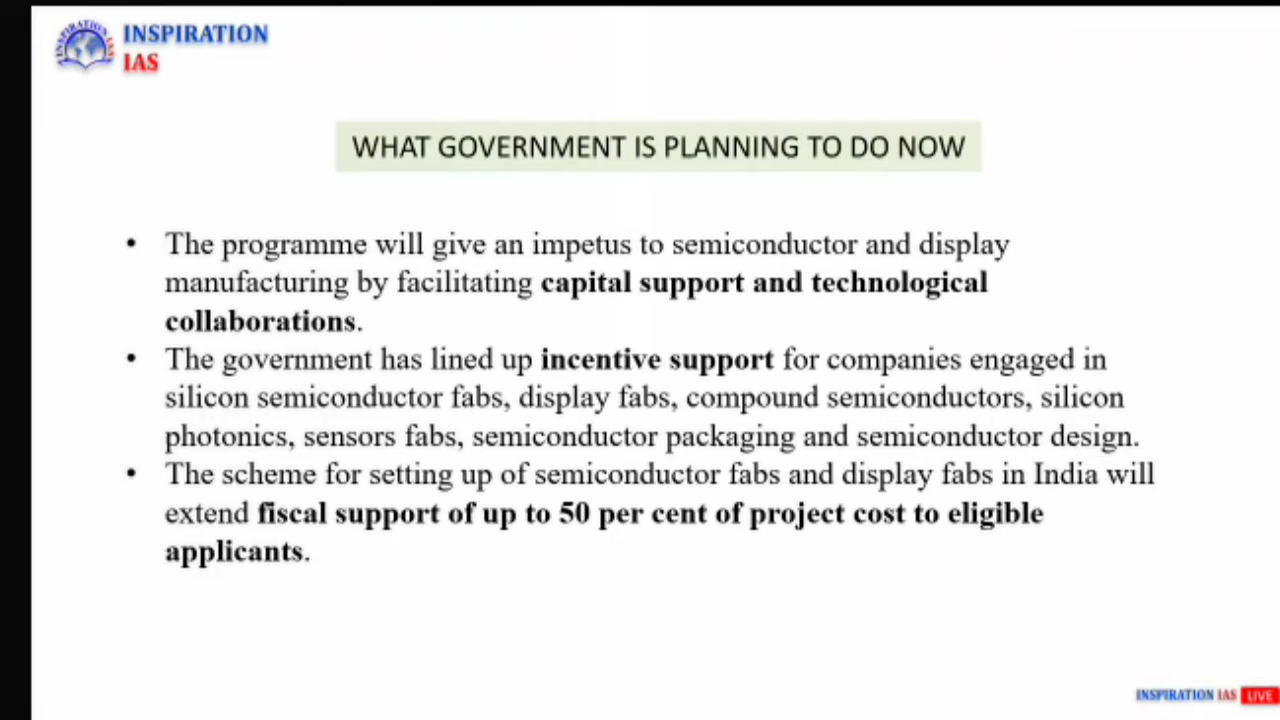 INSPIRATION IAS
INSPIRATION
IAS
WHAT GOVERNMENT IS PLANNING TO DO NOW
• The programme will give an impetus to semiconductor and display
manufacturing by facilitating capital support and technological
collaborations.
• The government has lined up incentive support for companies engaged in
silicon semiconductor fabs, display fabs, compound semiconductors, silicon
photonics, sensors fabs, semiconductor packaging and semiconductor design.
• The scheme for setting up of semiconductor fabs and display fabs in India will
extend fiscal support of up to 50 per cent of project cost to eligible
applicants.
INSPIRATION IAS LIVE